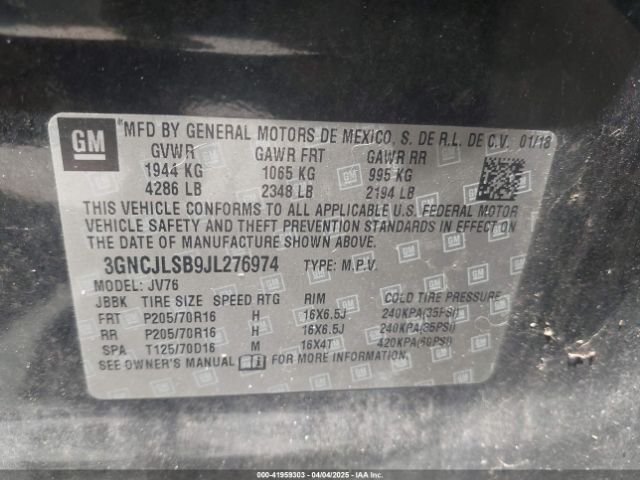 GM
MFD BY GENERAL MOTORS DE MEXICO, S. DE R.L. DE C.V. 01/18
GVWR GAWR FRT GAWR RR
1944 KG 1065 KG 995 KG
4286 LB 2348 LB 2194 LB
THIS VEHICLE CONFORMS TO ALL APPLICABLE U.S. FEDERAL MOTOR
VEHICLE SAFETY AND THEFT PREVENTION STANDARDS IN EFFECT ON
THE DATE OF MANUFACTURE SHOWN ABOVE.
3GNCJLSB9JL276974 TYPE: M.P.V.
MODEL: JV76
JBBK TIRE SIZE SPEED RTG RIM COLD TIRE PRESSURE
FRT P205/70R16 H 16X6.5J 240KPA(35PSI)
RR P205/70R16 H 16X6.5J 240KPA(35PSI)
SPA T125/70D16 M 16X4T 420KPA(60PSI)
SEE OWNER'S MANUAL FOR MORE INFORMATION.
000-41959303 - 04/04/2025 - IAA Inc.